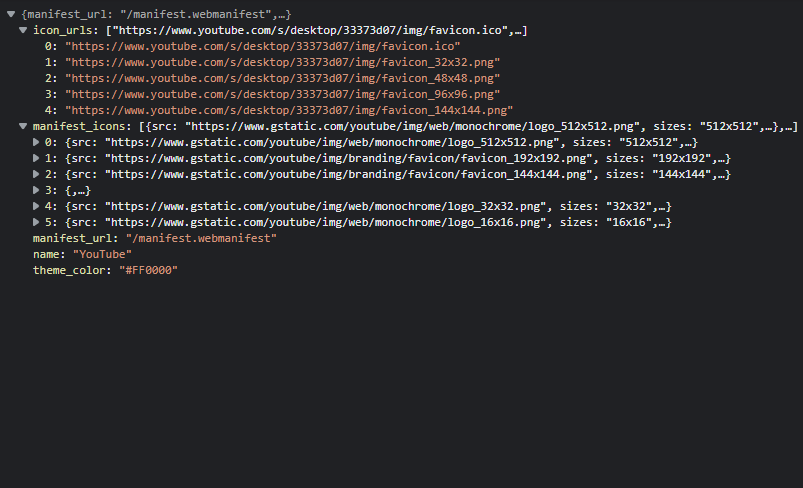 {manifest_url: "/manifest.webmanifest",…}
icon_urls: ["https://www.youtube.com/s/desktop/33373d07/img/favicon.ico",…]
0: "https://www.youtube.com/s/desktop/33373d07/img/favicon.ico"
1: "https://www.youtube.com/s/desktop/33373d07/img/favicon_32x32.png"
2: "https://www.youtube.com/s/desktop/33373d07/img/favicon_48x48.png"
3: "https://www.youtube.com/s/desktop/33373d07/img/favicon_96x96.png"
4: "https://www.youtube.com/s/desktop/33373d07/img/favicon_144x144.png"
manifest_icons: [{src: "https://www.gstatic.com/youtube/img/web/monochrome/logo_512x512.png", sizes: "512x512",…},…]
0: {src: "https://www.gstatic.com/youtube/img/web/monochrome/logo_512x512.png", sizes: "512x512",…}
1: {src: "https://www.gstatic.com/youtube/img/branding/favicon/favicon_192x192.png", sizes: "192x192",…}
2: {src: "https://www.gstatic.com/youtube/img/branding/favicon/favicon_144x144.png", sizes: "144x144",…}
3: {,…}
4: {src: "https://www.gstatic.com/youtube/img/web/monochrome/logo_32x32.png", sizes: "32x32",…}
5: {src: "https://www.gstatic.com/youtube/img/web/monochrome/logo_16x16.png", sizes: "16x16",…}
manifest_url: "/manifest.webmanifest"
name: "YouTube"
theme_color: "#FF0000"